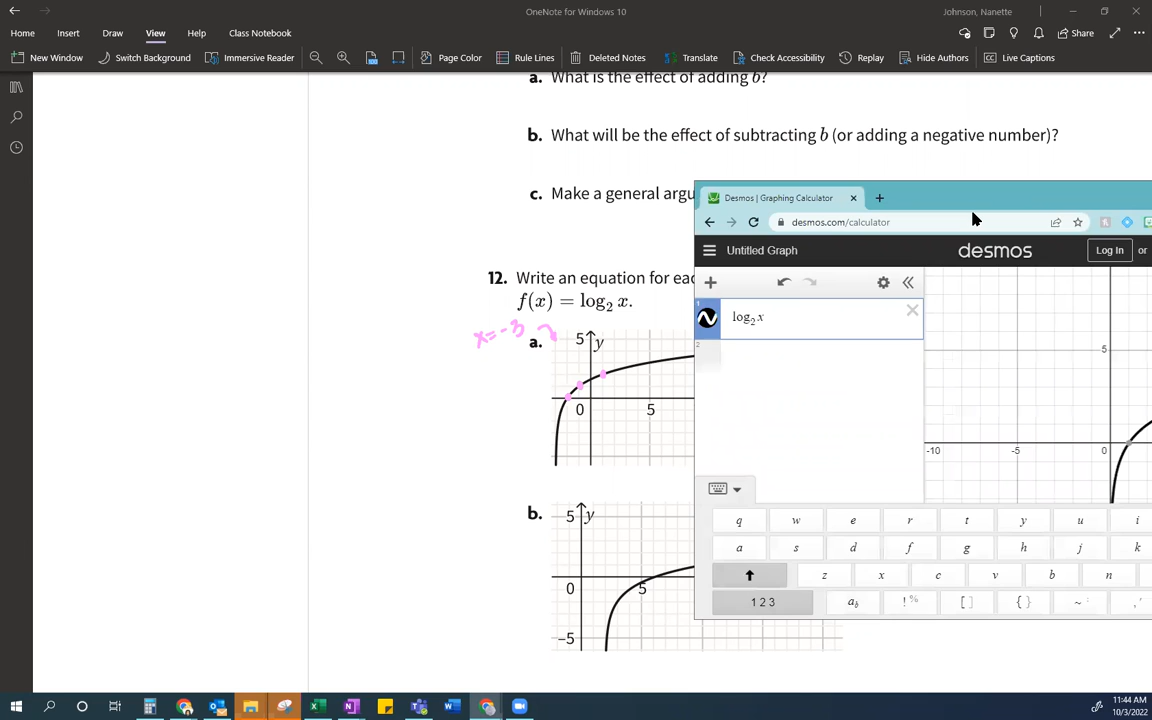 OneNote for Windows 10
Johnson, Nanette
Home Insert Draw View Help Class Notebook
Share
New Window Switch Background Immersive Reader Page Color Rule Lines Deleted Notes Translate Check Accessibility Replay Hide Authors Live Captions
a. What is the effect of adding b?
b. What will be the effect of subtracting b (or adding a negative number)?
c. Make a general argu
Desmos | Graphing Calculator
desmos.com/calculator
Untitled Graph
desmos
Log In or
12. Write an equation for eac
f(x) = log₂ x.
1
log₂ x
2
x=-3
a.
5 y
0 5
5
-10 -5 0
b.
5 y
0 5
-5
q w e r t y u i
a s d f g h j k
z x c v b n
1 2 3 a_b ! % [ ] { } ~ :
11:44 AM
10/3/2022